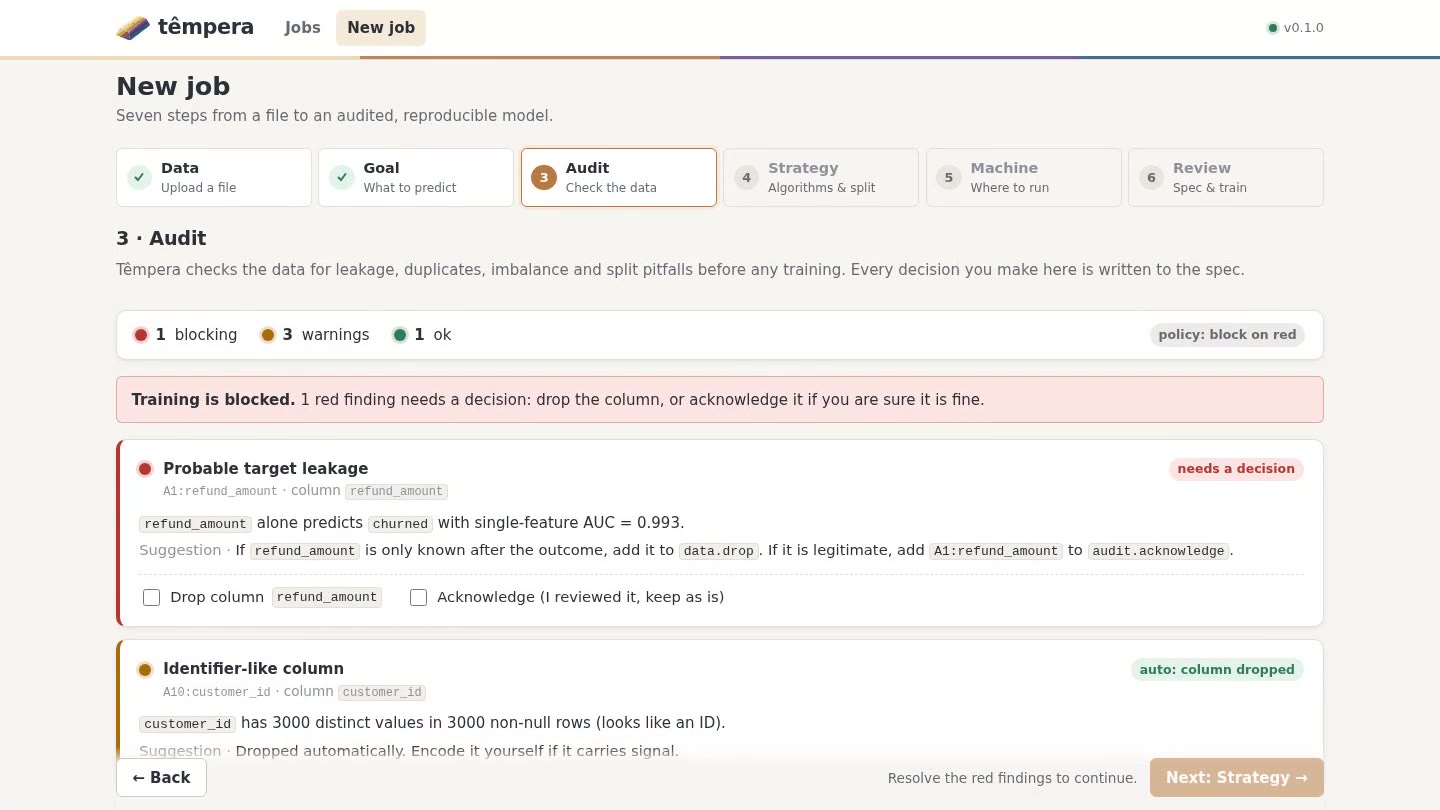 têmpera Jobs New job v0.1.0
New job
Seven steps from a file to an audited, reproducible model.
Data
Upload a file
Goal
What to predict
3 Audit
Check the data
4 Strategy
Algorithms & split
5 Machine
Where to run
6 Review
Spec & train
3 · Audit
Têmpera checks the data for leakage, duplicates, imbalance and split pitfalls before any training. Every decision you make here is written to the spec.
1 blocking 3 warnings 1 ok policy: block on red
Training is blocked. 1 red finding needs a decision: drop the column, or acknowledge it if you are sure it is fine.
Probable target leakage needs a decision
A1:refund_amount · column refund_amount
refund_amount alone predicts churned with single-feature AUC = 0.993.
Suggestion · If refund_amount is only known after the outcome, add it to data.drop. If it is legitimate, add A1:refund_amount to audit.acknowledge.
Drop column refund_amount Acknowledge (I reviewed it, keep as is)
Identifier-like column auto: column dropped
A10:customer_id · column customer_id
customer_id has 3000 distinct values in 3000 non-null rows (looks like an ID).
Suggestion · Dropped automatically. Encode it yourself if it carries signal.
← Back Resolve the red findings to continue. Next: Strategy →